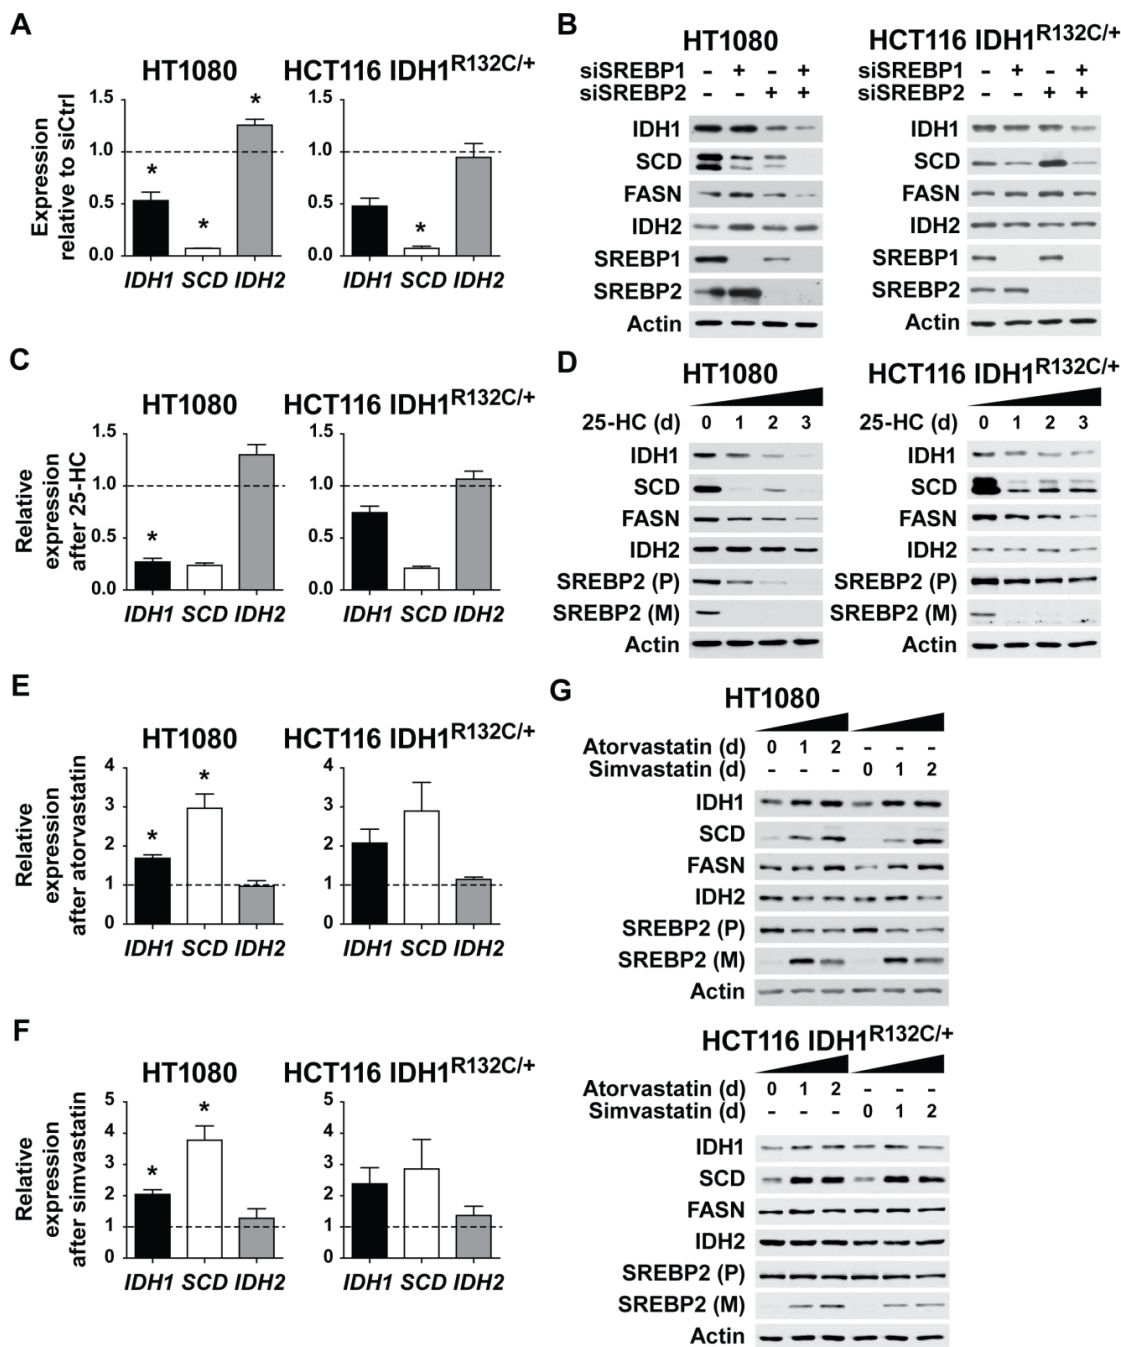 A
HT1080
HCT116 IDH1R132C/+
Expression
relative to siCtrl
1.5
1.0
0.5
0.0
*
*
*
IDH1 SCD IDH2
1.5
1.0
0.5
0.0
*
IDH1 SCD IDH2
B
HT1080
HCT116 IDH1R132C/+
siSREBP1 - + - +
siSREBP2 - - + +
IDH1
SCD
FASN
IDH2
SREBP1
SREBP2
Actin
siSREBP1 - + - +
siSREBP2 - - + +
IDH1
SCD
FASN
IDH2
SREBP1
SREBP2
Actin
C
HT1080
HCT116 IDH1R132C/+
Relative
expression
after 25-HC
1.5
1.0
0.5
0.0
*
IDH1 SCD IDH2
1.5
1.0
0.5
0.0
IDH1 SCD IDH2
D
HT1080
HCT116 IDH1R132C/+
25-HC (d) 0 1 2 3
IDH1
SCD
FASN
IDH2
SREBP2 (P)
SREBP2 (M)
Actin
25-HC (d) 0 1 2 3
IDH1
SCD
FASN
IDH2
SREBP2 (P)
SREBP2 (M)
Actin
E
HT1080
HCT116 IDH1R132C/+
Relative
expression
after atorvastatin
4
3
2
1
0
*
*
IDH1 SCD IDH2
4
3
2
1
0
IDH1 SCD IDH2
F
HT1080
HCT116 IDH1R132C/+
Relative
expression
after simvastatin
5
4
3
2
1
0
*
*
IDH1 SCD IDH2
5
4
3
2
1
0
IDH1 SCD IDH2
G
HT1080
Atorvastatin (d) 0 1 2 - - -
Simvastatin (d) - - - 0 1 2
IDH1
SCD
FASN
IDH2
SREBP2 (P)
SREBP2 (M)
Actin
HCT116 IDH1R132C/+
Atorvastatin (d) 0 1 2 - - -
Simvastatin (d) - - - 0 1 2
IDH1
SCD
FASN
IDH2
SREBP2 (P)
SREBP2 (M)
Actin